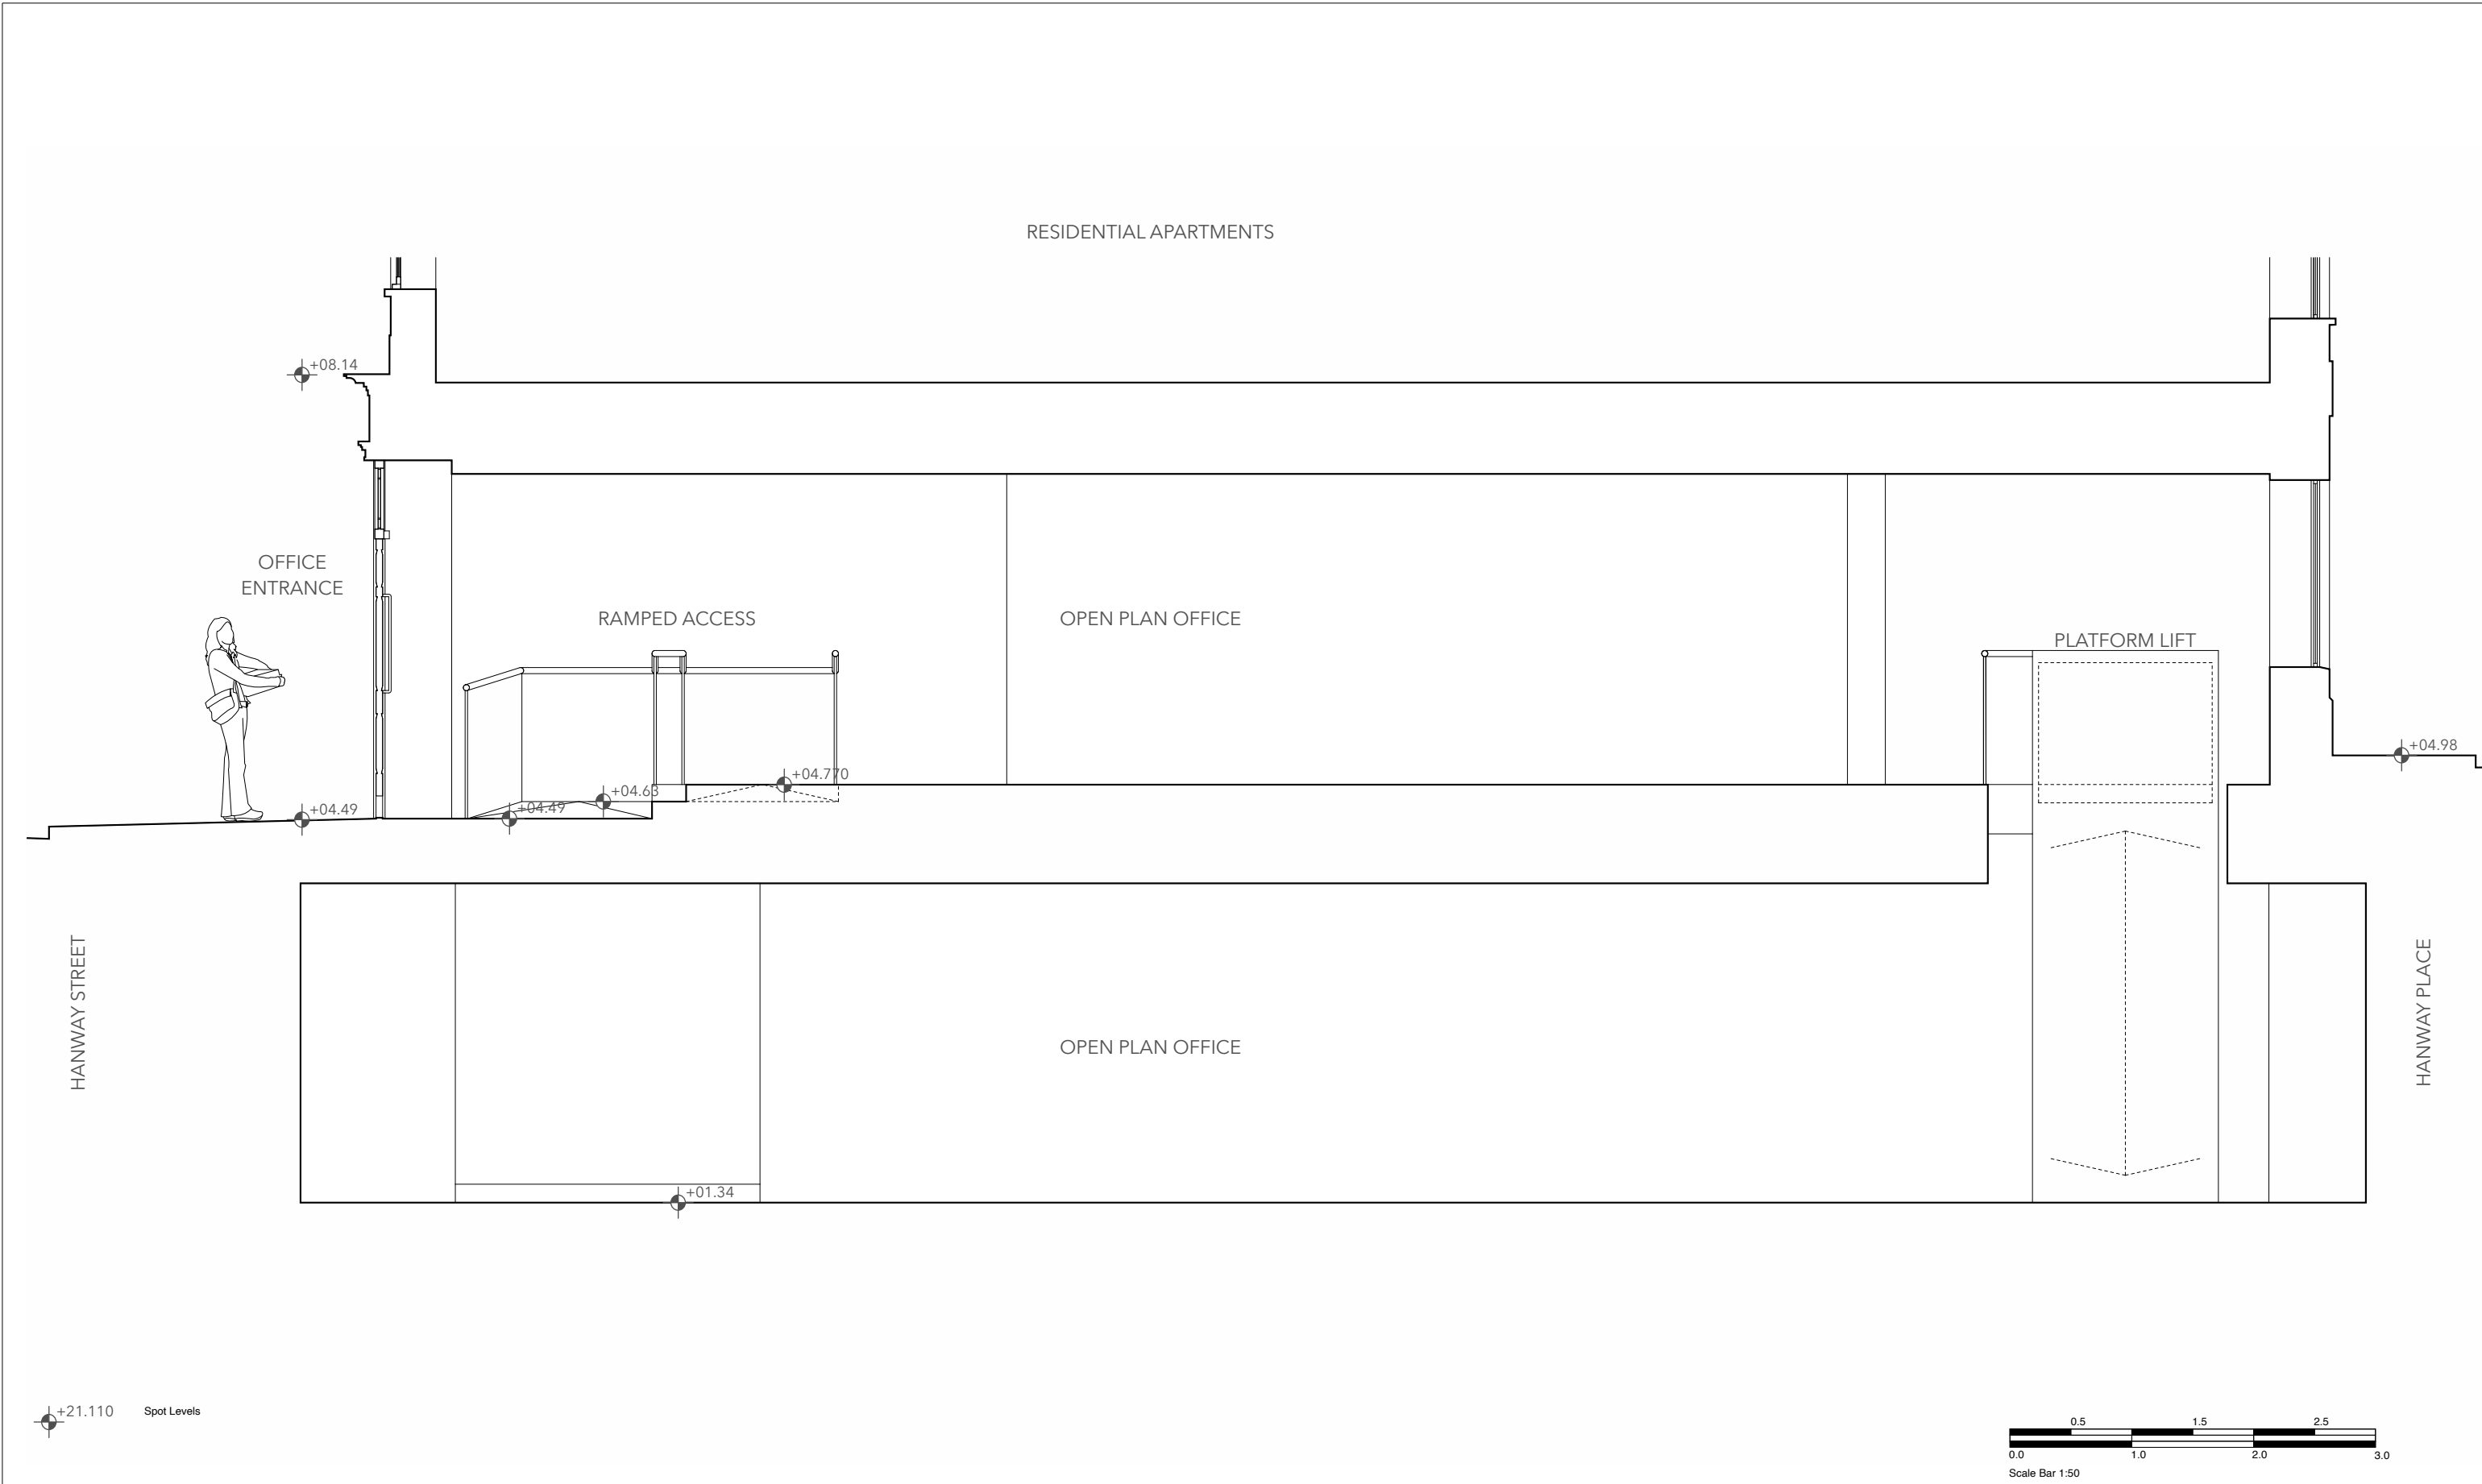 RESIDENTIAL APARTMENTS
+08.14
OFFICE
ENTRANCE
RAMPED ACCESS
OPEN PLAN OFFICE
PLATFORM LIFT
+04.98
+04.770
+04.63
+04.49
+04.49
HANWAY STREET
HANWAY PLACE
OPEN PLAN OFFICE
+01.34
+21.110
Spot Levels
0.5 1.5 2.5
0.0 1.0 2.0 3.0
Scale Bar 1:50